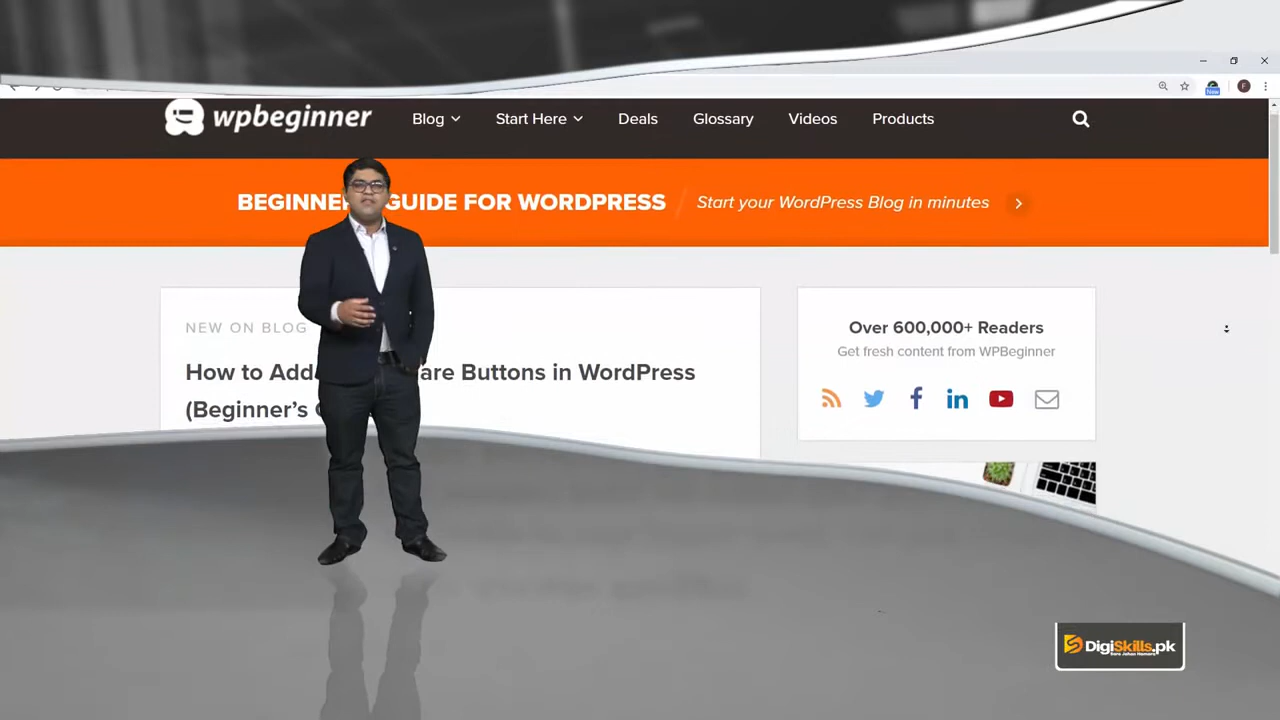 wpbeginner
Blog
Start Here
Deals
Glossary
Videos
Products
BEGINNE GUIDE FOR WORDPRESS
Start your WordPress Blog in minutes
NEW ON BLOG
How to Add are Buttons in WordPress
(Beginner’s
Over 600,000+ Readers
Get fresh content from WPBeginner
New
F
DigiSkills.pk